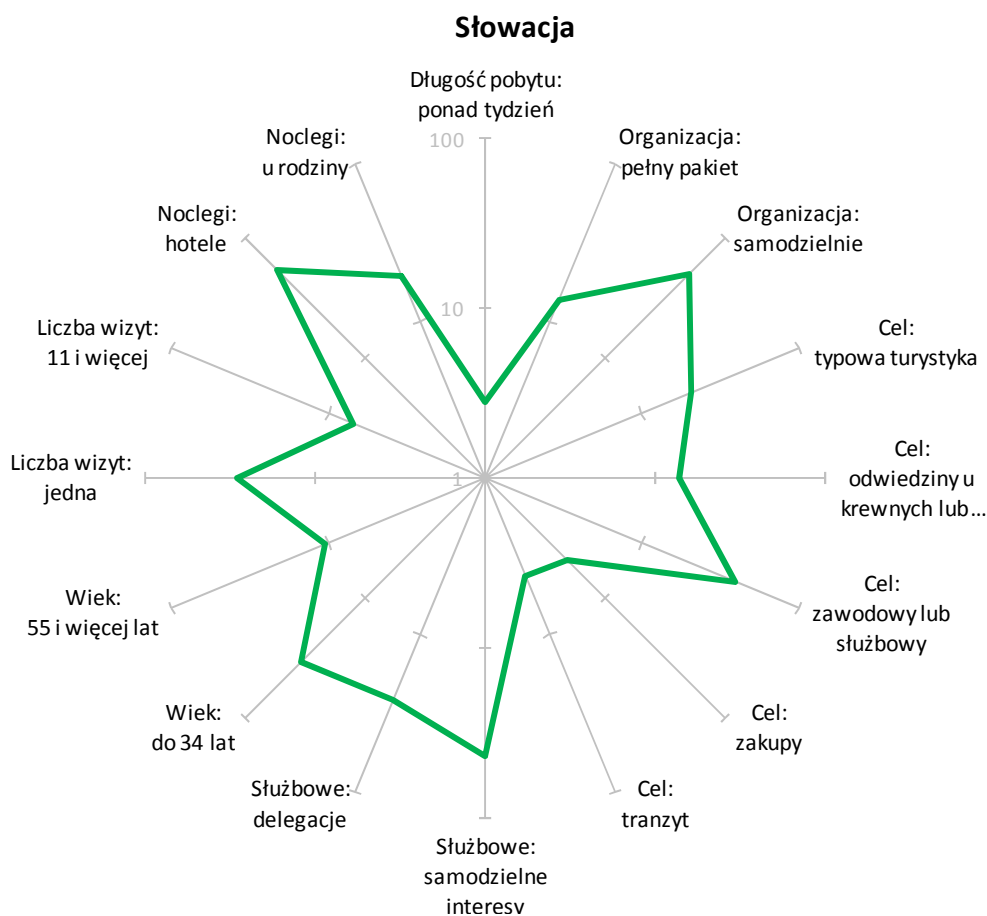 Słowacja
Długość pobytu:
ponad tydzień
100
10
1
Organizacja:
pełny pakiet
Organizacja:
samodzielnie
Cel:
typowa turystyka
Cel:
odwiedziny u
krewnych lub...
Cel:
zawodowy lub
służbowy
Cel:
zakupy
Cel:
tranzyt
Służbowe:
samodzielne
interesy
Służbowe:
delegacje
Wiek:
do 34 lat
Wiek:
55 i więcej lat
Liczba wizyt:
jedna
Liczba wizyt:
11 i więcej
Noclegi:
hotele
Noclegi:
u rodziny